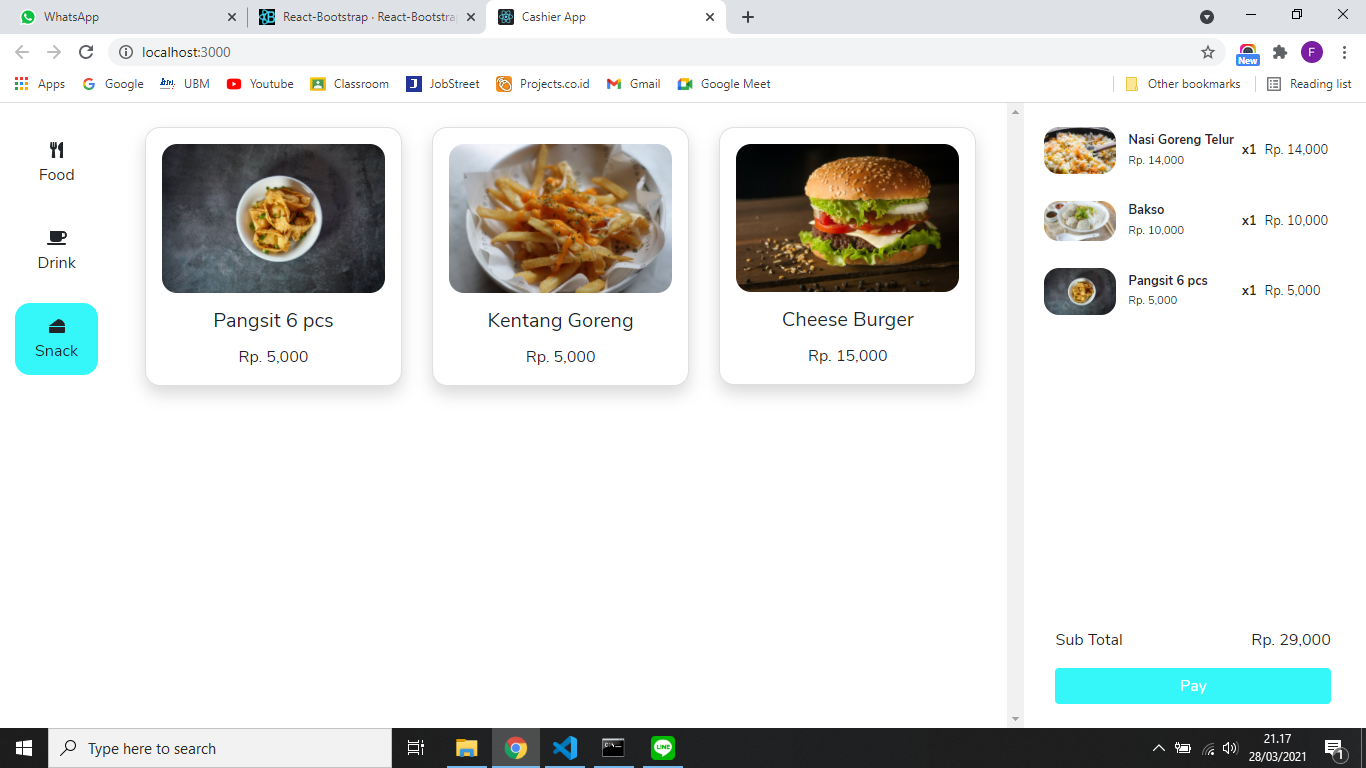 WhatsApp
React-Bootstrap · React-Bootstra
Cashier App
localhost:3000
New
F
Apps
Google
UBM
Youtube
Classroom
JobStreet
Projects.co.id
Gmail
Google Meet
Other bookmarks
Reading list
Food
Drink
Snack
Pangsit 6 pcs
Rp. 5,000
Kentang Goreng
Rp. 5,000
Cheese Burger
Rp. 15,000
Nasi Goreng Telur
Rp. 14,000
x1 Rp. 14,000
Bakso
Rp. 10,000
x1 Rp. 10,000
Pangsit 6 pcs
Rp. 5,000
x1 Rp. 5,000
Sub Total Rp. 29,000
Pay
Type here to search
LINE
21.17
28/03/2021
1